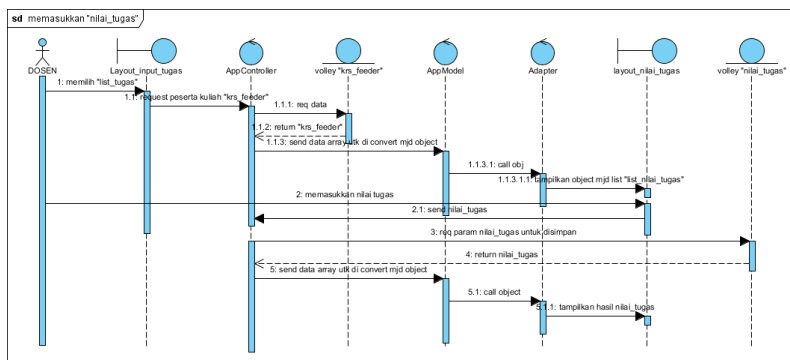 sd memasukkan "nilai_tugas"
DOSEN
Layout_input_tugas
AppController
volley "krs_feeder"
AppModel
Adapter
layout_nilai_tugas
volley "nilai_tugas"
1: memilih "list_tugas"
1.1: request peserta kuliah "krs_feeder"
1.1.1: req data
1.1.2: return "krs_feeder"
1.1.3: send data array utk di convert mjd object
1.1.3.1: call obj
1.1.3.1.1: tampilkan object mjd list "list_nilai_tugas"
2: memasukkan nilai tugas
2.1: send nilai_tugas
3: req param nilai_tugas untuk disimpan
4: return nilai_tugas
5: send data array utk di convert mjd object
5.1: call object
5.1.1: tampilkan hasil nilai_tugas